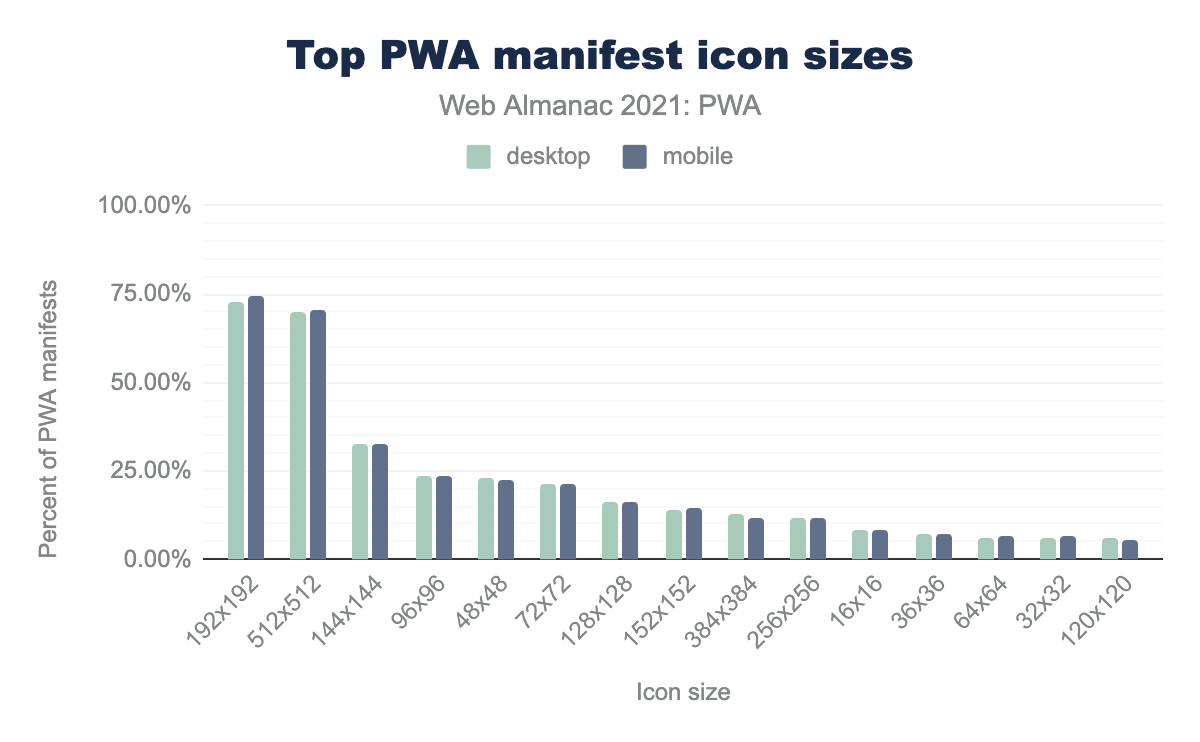 Top PWA manifest icon sizes
Web Almanac 2021: PWA
desktop
mobile
100.00%
75.00%
50.00%
25.00%
0.00%
Percent of PWA manifests
192x192
512x512
144x144
96x96
48x48
72x72
128x128
152x152
384x384
256x256
16x16
36x36
64x64
32x32
120x120
Icon size